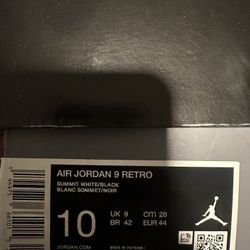 AIR JORDAN 9 RETRO
SUMMIT WHITE/BLACK
BLANC SOMMET/NOIR
10
UK 9
CM 28
BR 42
EUR 44
JORDAN.COM